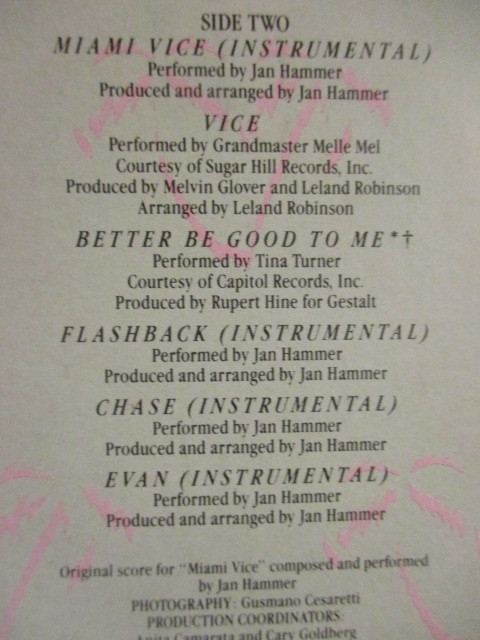 SIDE TWO
MIAMI VICE (INSTRUMENTAL)
Performed by Jan Hammer
Produced and arranged by Jan Hammer
VICE
Performed by Grandmaster Melle Mel
Courtesy of Sugar Hill Records, Inc.
Produced by Melvin Glover and Leland Robinson
Arranged by Leland Robinson
BETTER BE GOOD TO ME*†
Performed by Tina Turner
Courtesy of Capitol Records, Inc.
Produced by Rupert Hine for Gestalt
FLASHBACK (INSTRUMENTAL)
Performed by Jan Hammer
Produced and arranged by Jan Hammer
CHASE (INSTRUMENTAL)
Performed by Jan Hammer
Produced and arranged by Jan Hammer
EVAN (INSTRUMENTAL)
Performed by Jan Hammer
Produced and arranged by Jan Hammer
Original score for "Miami Vice" composed and performed
by Jan Hammer
PHOTOGRAPHY: Gusmano Cesaretti
PRODUCTION COORDINATORS:
Anita Camarata and Cary Goldberg